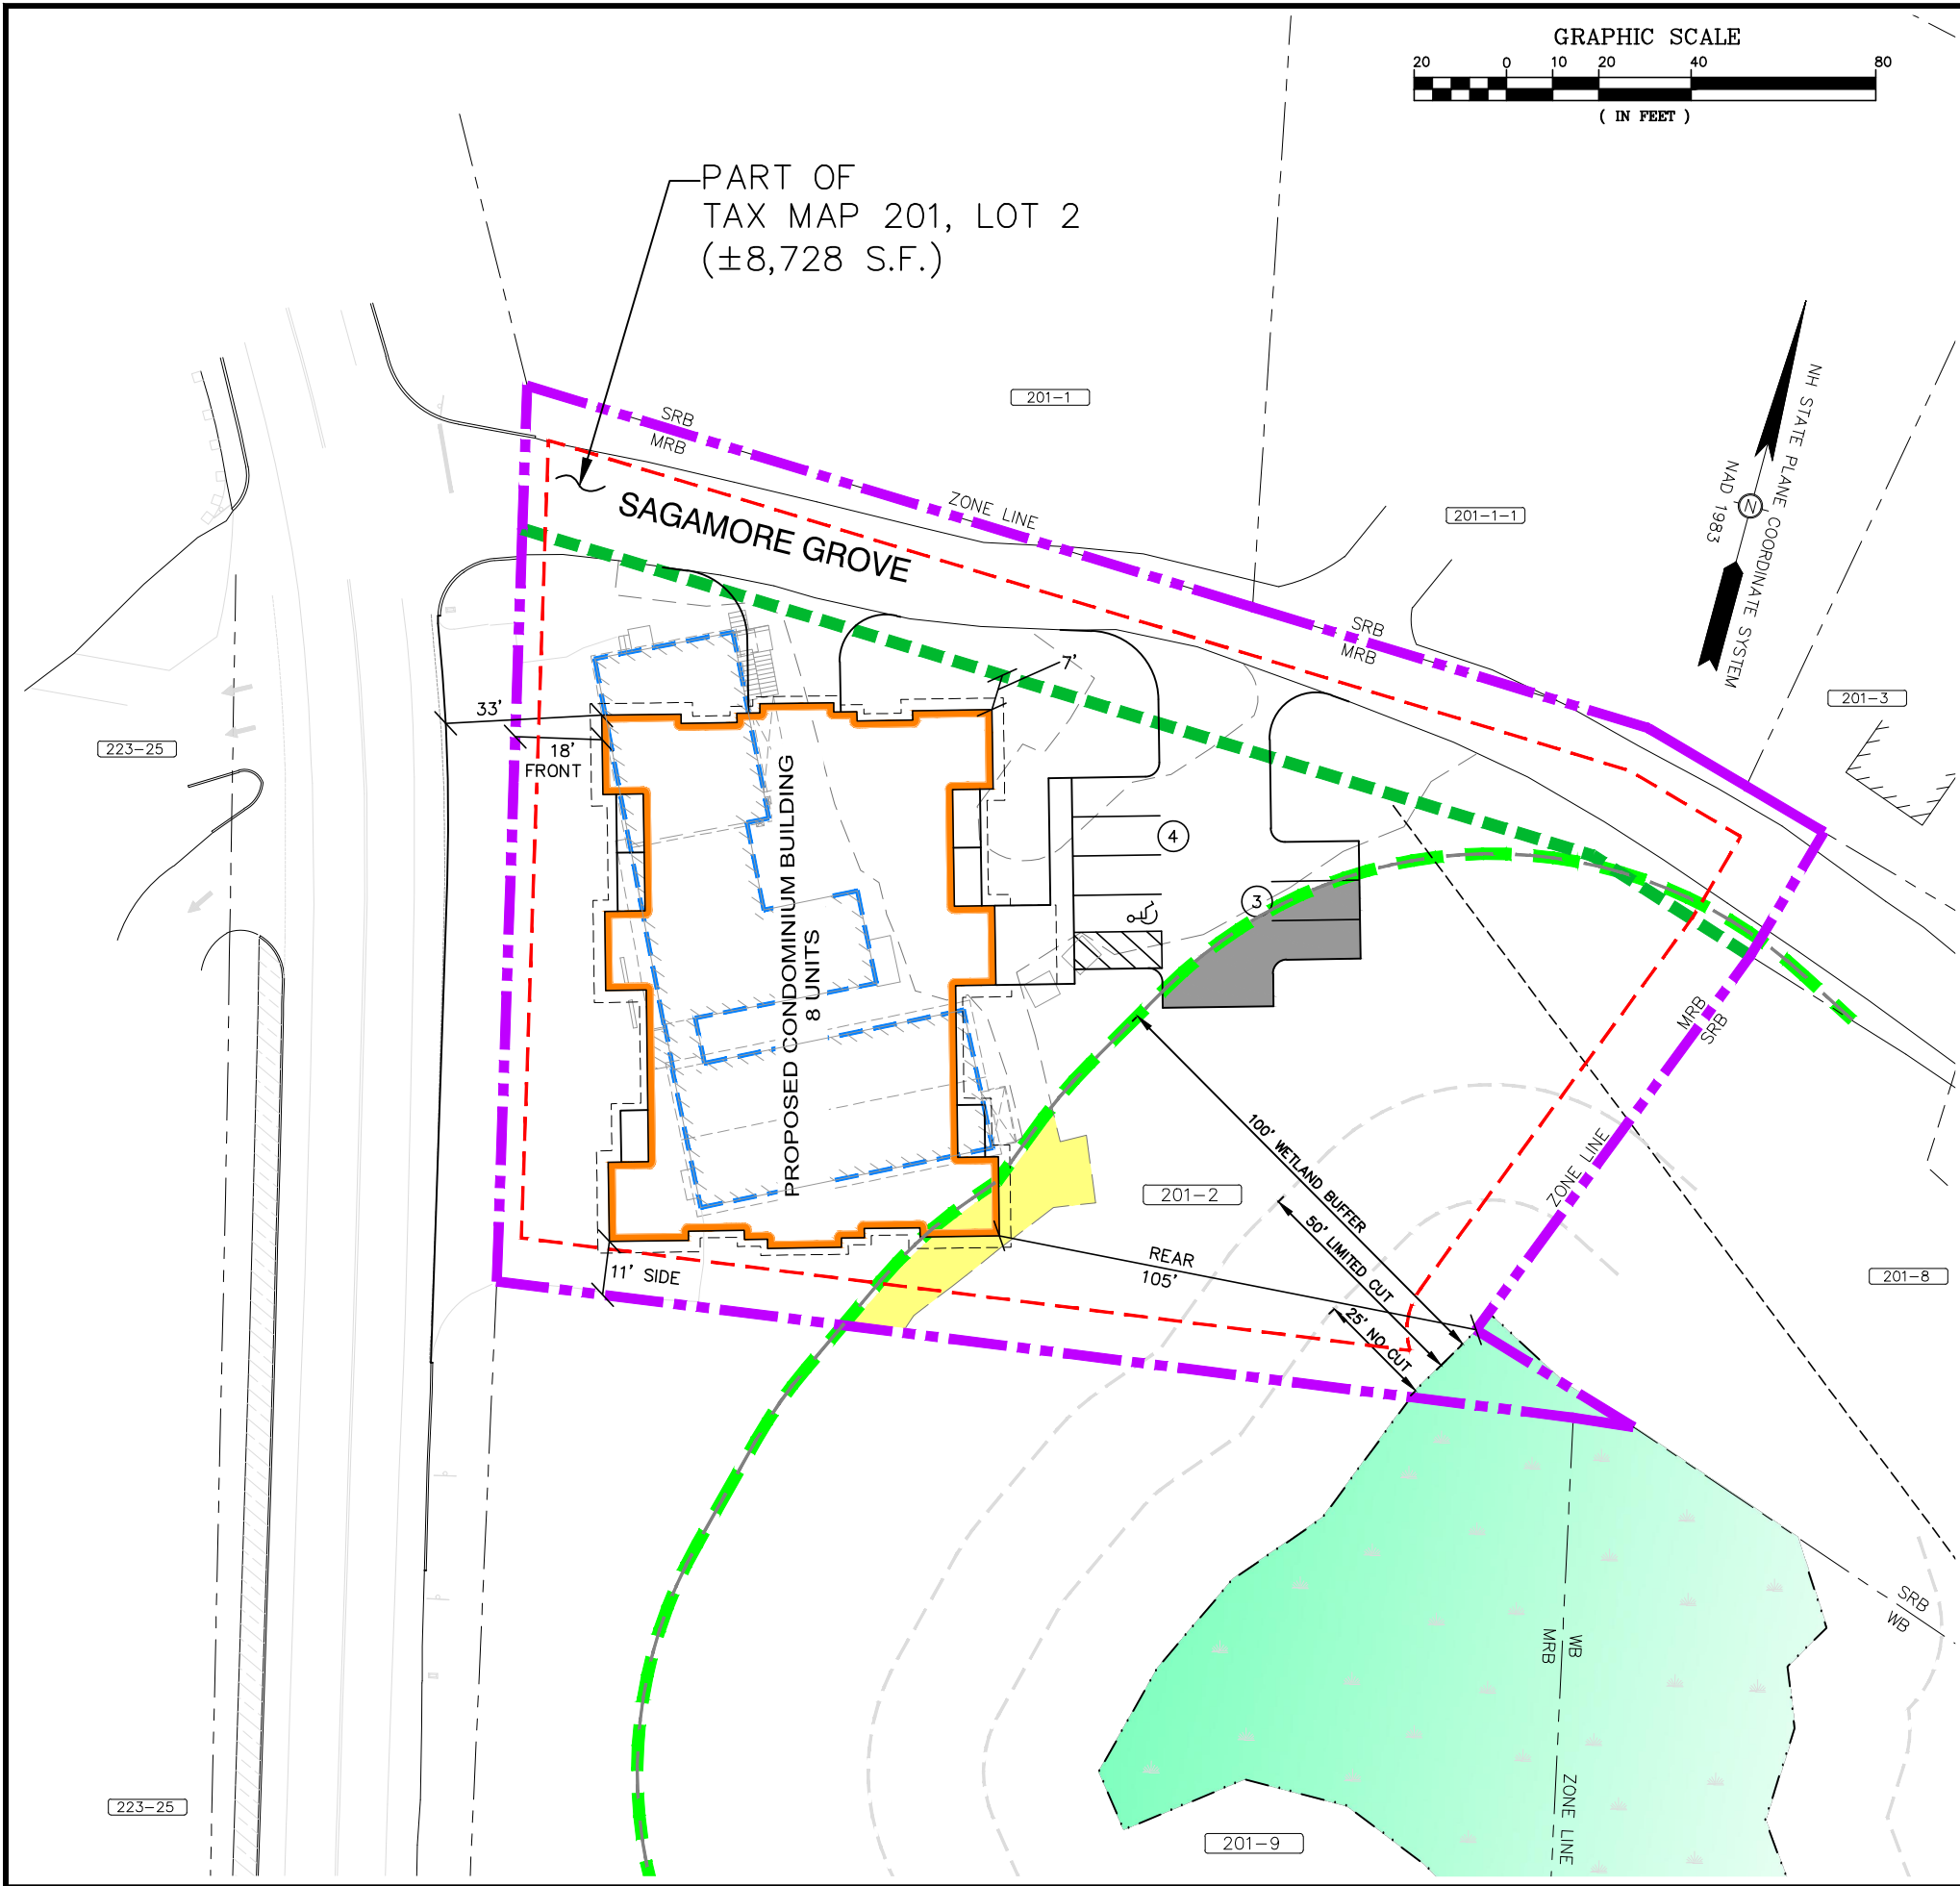 GRAPHIC SCALE
20 0 10 20 40 80
( IN FEET )
PART OF
TAX MAP 201, LOT 2
(±8,728 S.F.)
201-1
SRB
MRB
ZONE LINE
SAGAMORE GROVE
201-1-1
NH STATE PLANE COORDINATE SYSTEM
NAD 1983
N
SRB
MRB
201-3
7'
33'
18'
FRONT
223-25
PROPOSED CONDOMINIUM BUILDING
8 UNITS
4
3
MRB
SRB
ZONE LINE
100' WETLAND BUFFER
50' LIMITED CUT
25' NO CUT
201-2
REAR
105'
11' SIDE
201-8
SRB
WB
WB
MRB
ZONE LINE
223-25
201-9